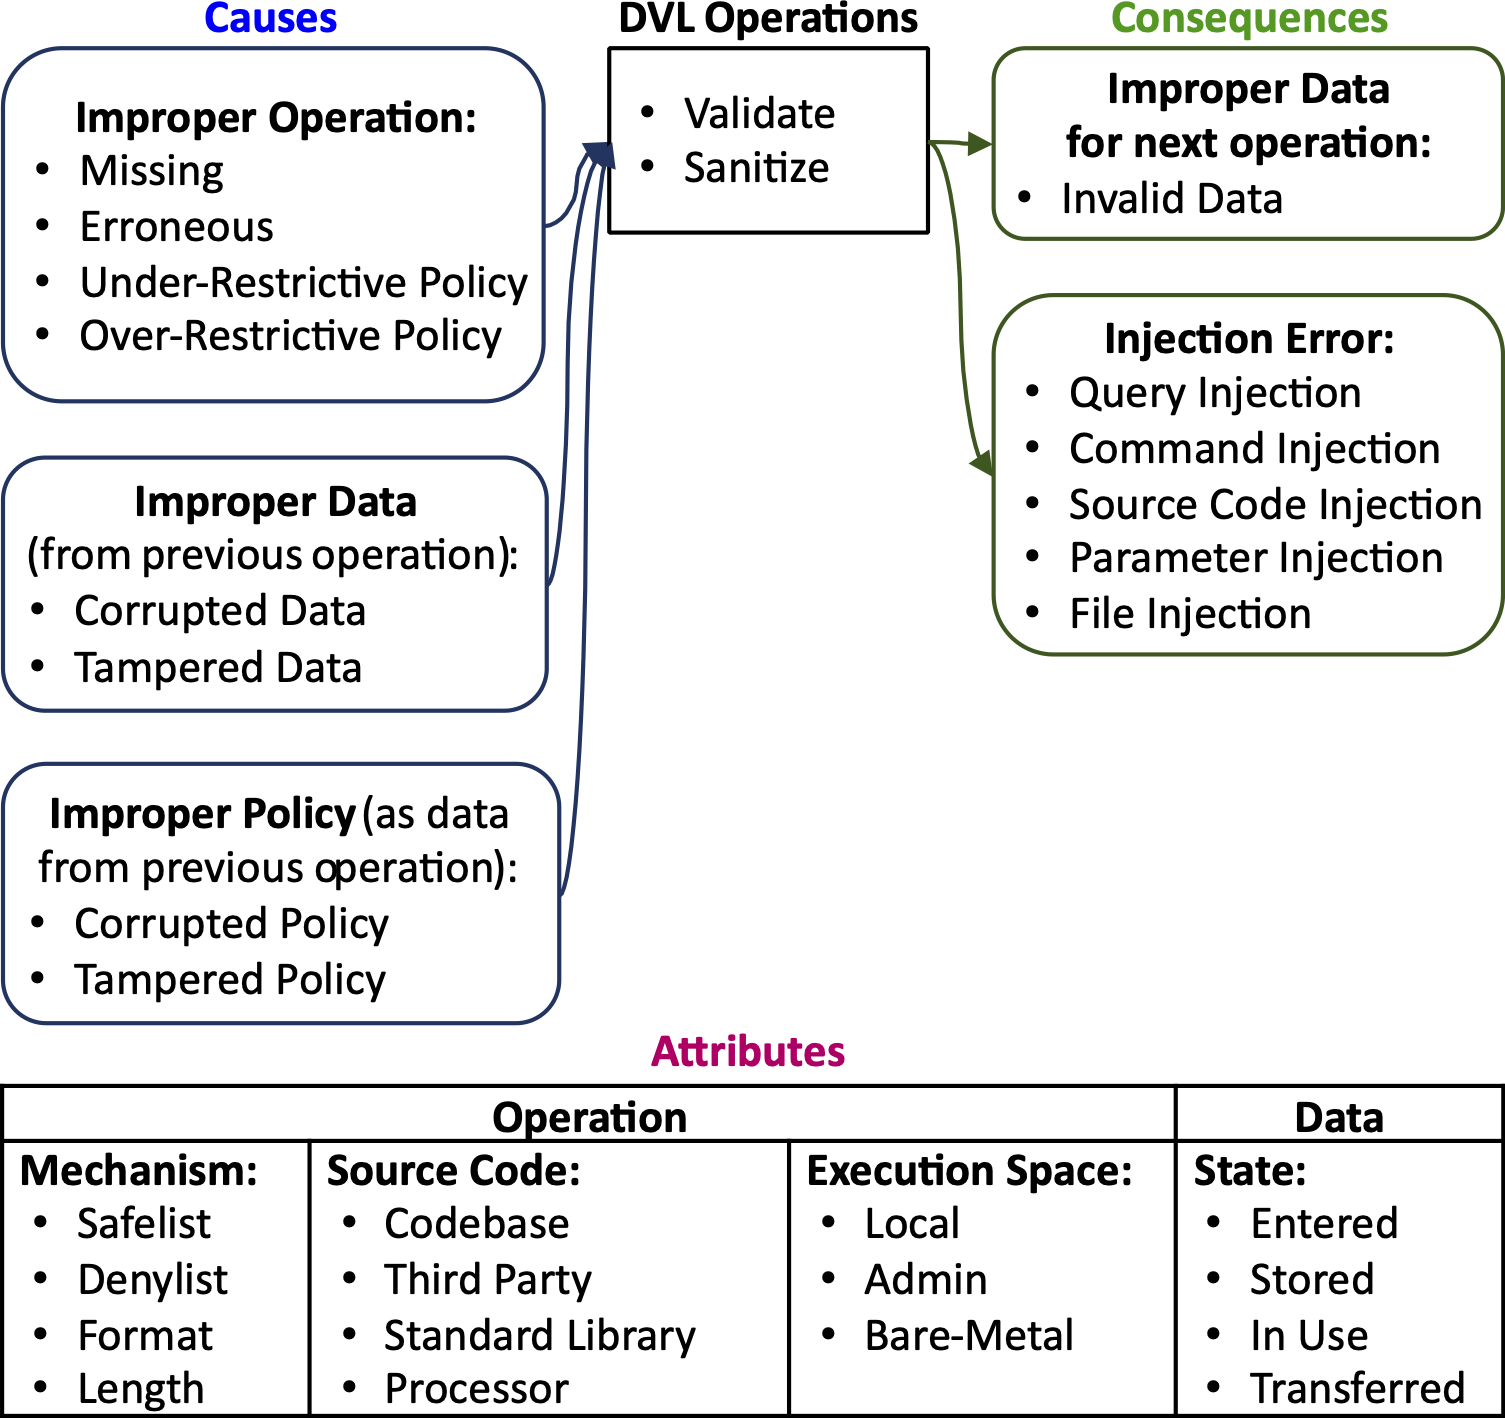 Causes
Improper Operation:
• Missing
• Erroneous
• Under-Restrictive Policy
• Over-Restrictive Policy
Improper Data
(from previous operation):
• Corrupted Data
• Tampered Data
Improper Policy (as data
from previous operation):
• Corrupted Policy
• Tampered Policy
DVL Operations
• Validate
• Sanitize
Consequences
Improper Data
for next operation:
• Invalid Data
Injection Error:
• Query Injection
• Command Injection
• Source Code Injection
• Parameter Injection
• File Injection
Attributes
Operation
Data
Mechanism:
• Safelist
• Denylist
• Format
• Length
Source Code:
• Codebase
• Third Party
• Standard Library
• Processor
Execution Space:
• Local
• Admin
• Bare-Metal
State:
• Entered
• Stored
• In Use
• Transferred